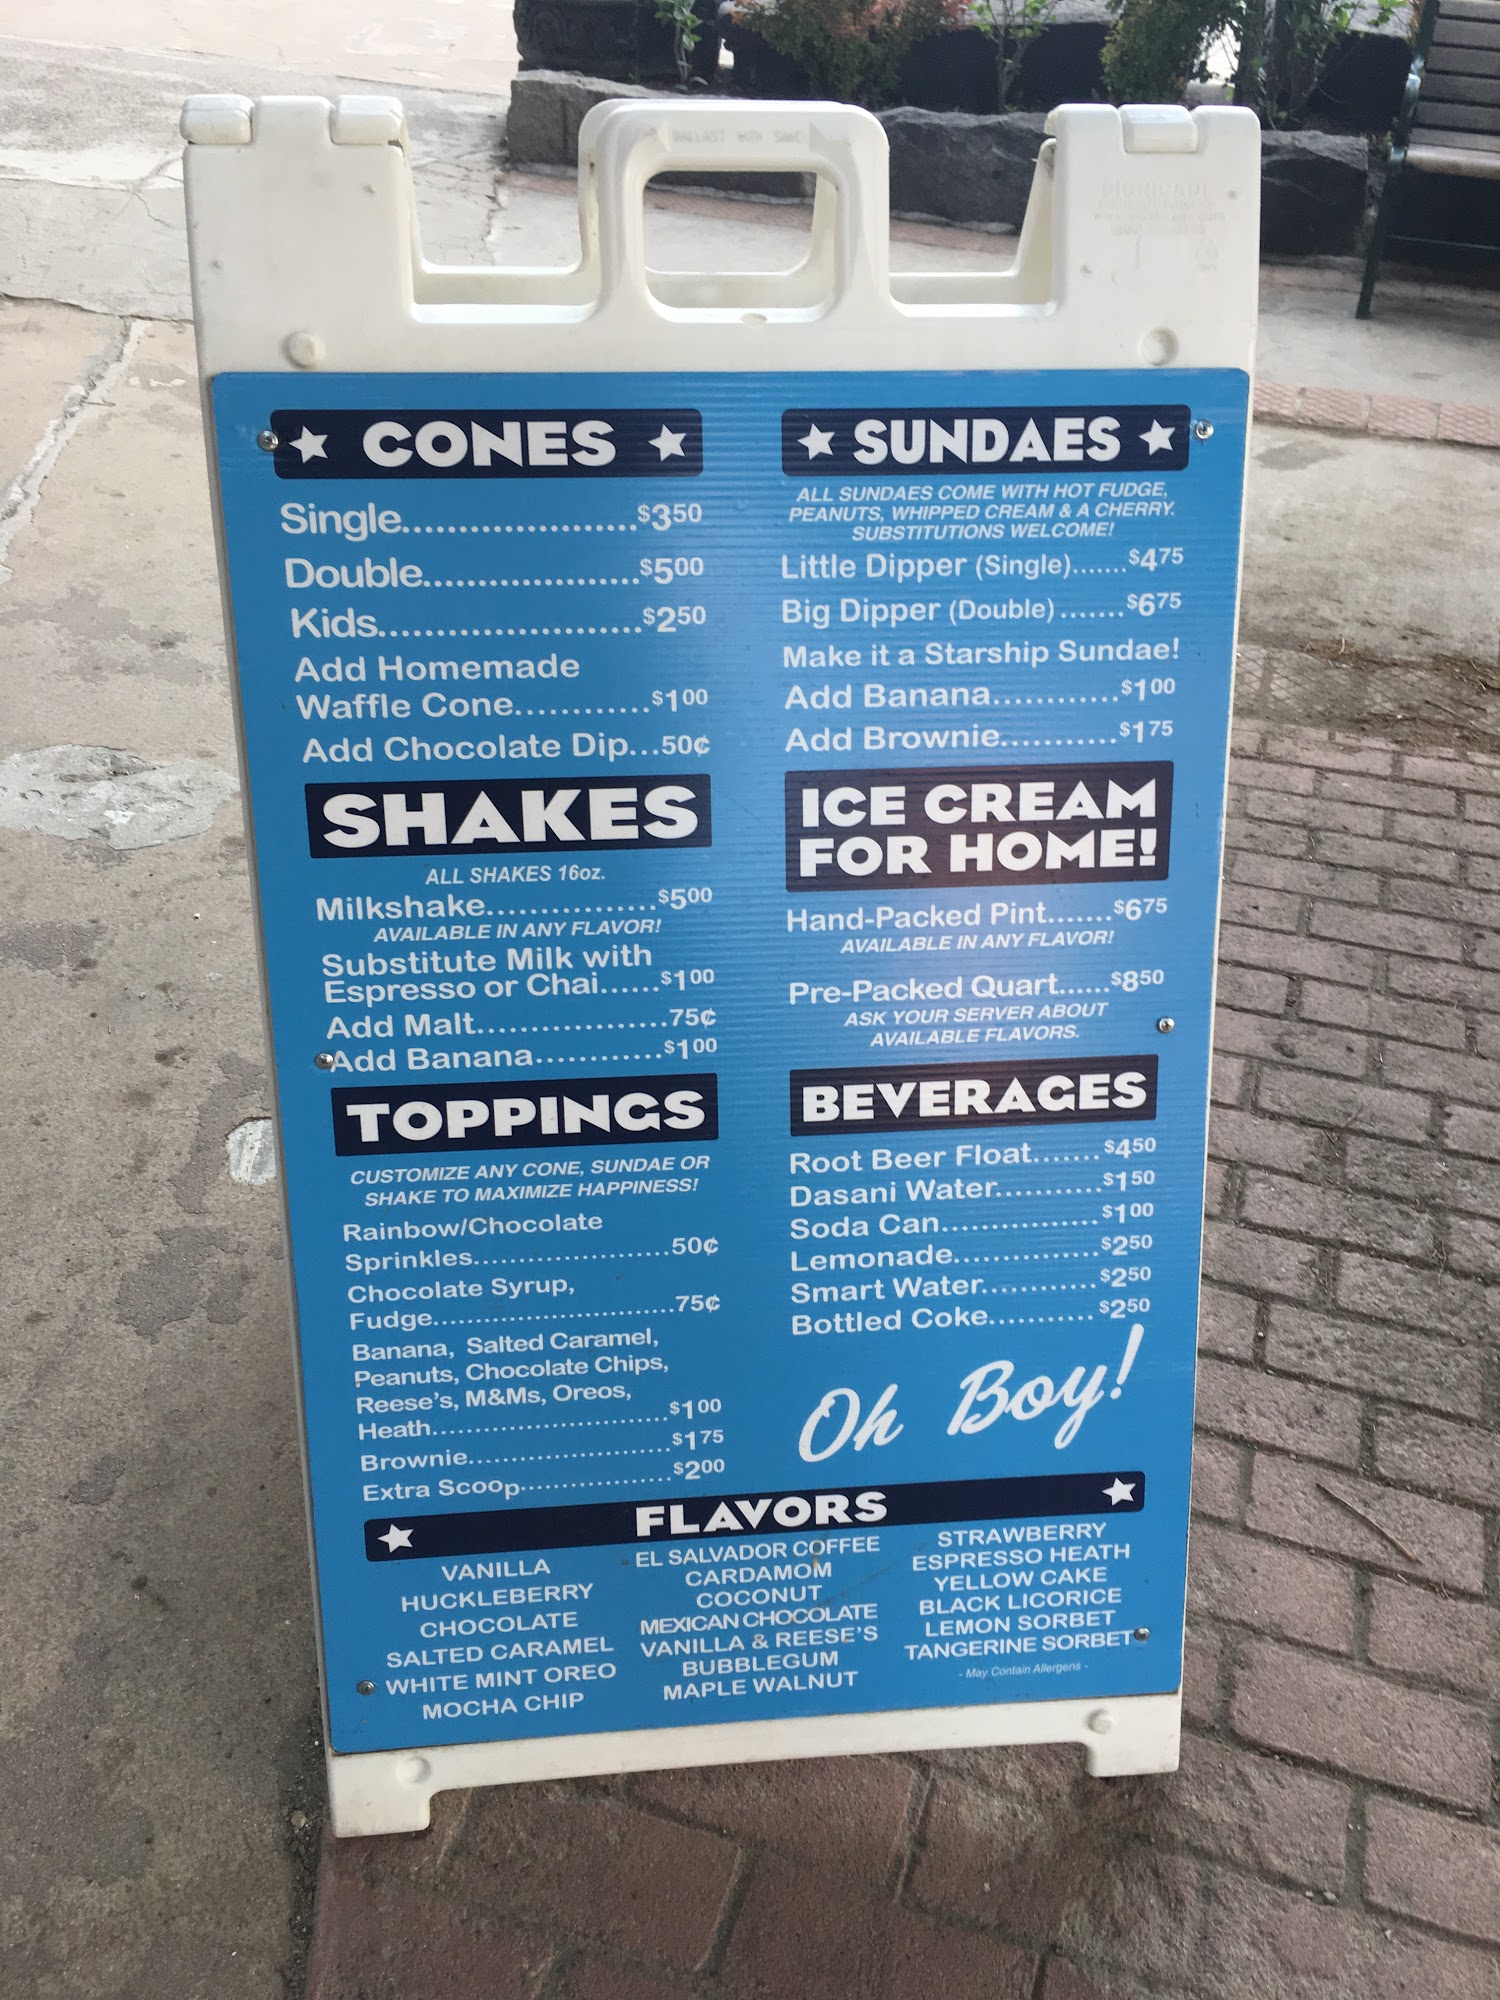 CONES
Single.....................$3.50
Double...................$5.00
Kids.......................$2.50
Add Homemade
Waffle Cone............$1.00
Add Chocolate Dip...50¢
SHAKES
ALL SHAKES 16oz.
Milkshake................$5.00
AVAILABLE IN ANY FLAVOR!
Substitute Milk with
Espresso or Chai......$1.00
Add Malt..................75¢
Add Banana............$1.00
TOPPINGS
CUSTOMIZE ANY CONE, SUNDAE OR
SHAKE TO MAXIMIZE HAPPINESS!
Rainbow/Chocolate
Sprinkles......................50¢
Chocolate Syrup,
Fudge...........................75¢
Banana, Salted Caramel,
Peanuts, Chocolate Chips,
Reese's, M&Ms, Oreos,
Heath...........................$1.00
Brownie.......................$1.75
Extra Scoop.................$2.00
SUNDAES
ALL SUNDAES COME WITH HOT FUDGE,
PEANUTS, WHIPPED CREAM & A CHERRY.
SUBSTITUTIONS WELCOME!
Little Dipper (Single).......$4.75
Big Dipper (Double).......$6.75
Make it a Starship Sundae!
Add Banana............$1.00
Add Brownie...........$1.75
ICE CREAM
FOR HOME!
Hand-Packed Pint.......$6.75
AVAILABLE IN ANY FLAVOR!
Pre-Packed Quart......$8.50
ASK YOUR SERVER ABOUT
AVAILABLE FLAVORS.
BEVERAGES
Root Beer Float.......$4.50
Dasani Water...........$1.50
Soda Can.................$1.00
Lemonade................$2.50
Smart Water............$2.50
Bottled Coke...........$2.50
Oh Boy!
FLAVORS
VANILLA
HUCKLEBERRY
CHOCOLATE
SALTED CARAMEL
WHITE MINT OREO
MOCHA CHIP
EL SALVADOR COFFEE
CARDAMOM
COCONUT
MEXICAN CHOCOLATE
VANILLA & REESE'S
BUBBLEGUM
MAPLE WALNUT
STRAWBERRY
ESPRESSO HEATH
YELLOW CAKE
BLACK LICORICE
LEMON SORBET
TANGERINE SORBET
- May Contain Allergens -